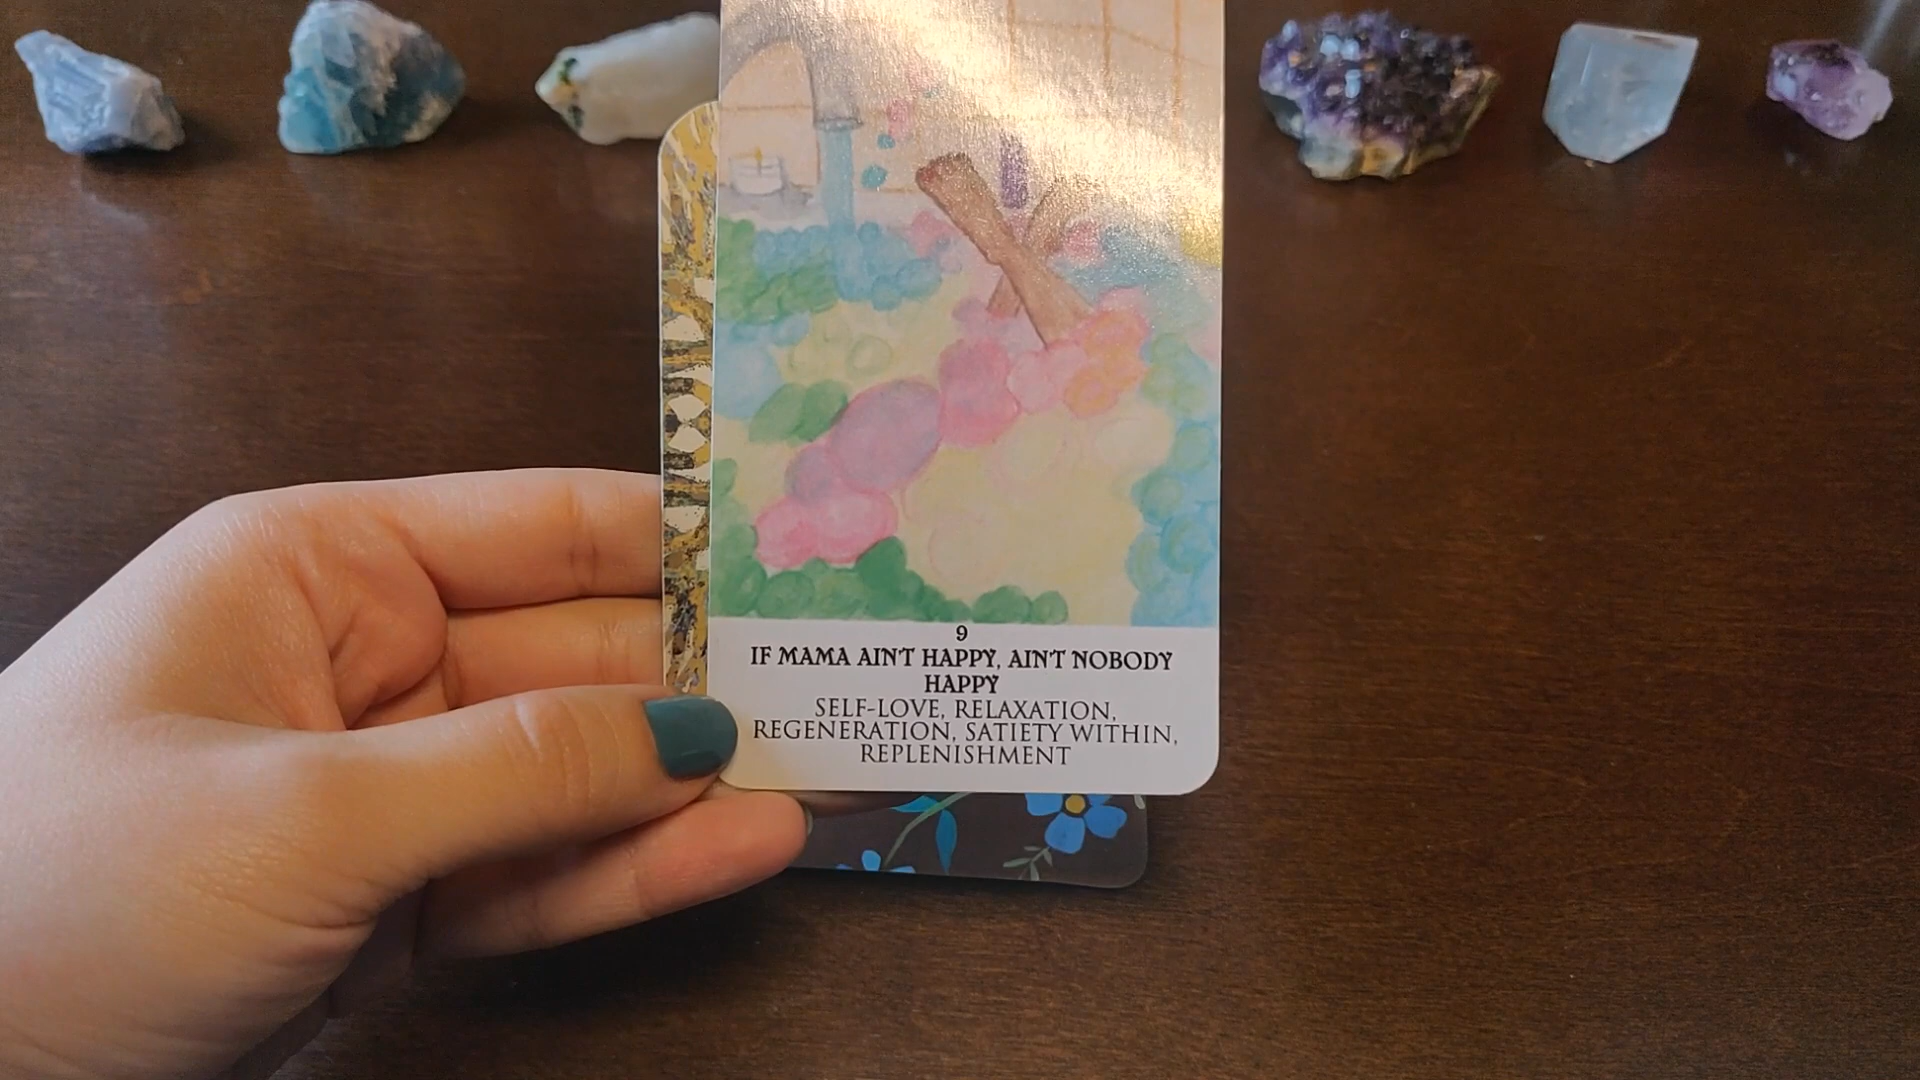 9
IF MAMA AIN'T HAPPY, AIN'T NOBODY
HAPPY
SELF-LOVE, RELAXATION,
REGENERATION, SATIETY WITHIN,
REPLENISHMENT